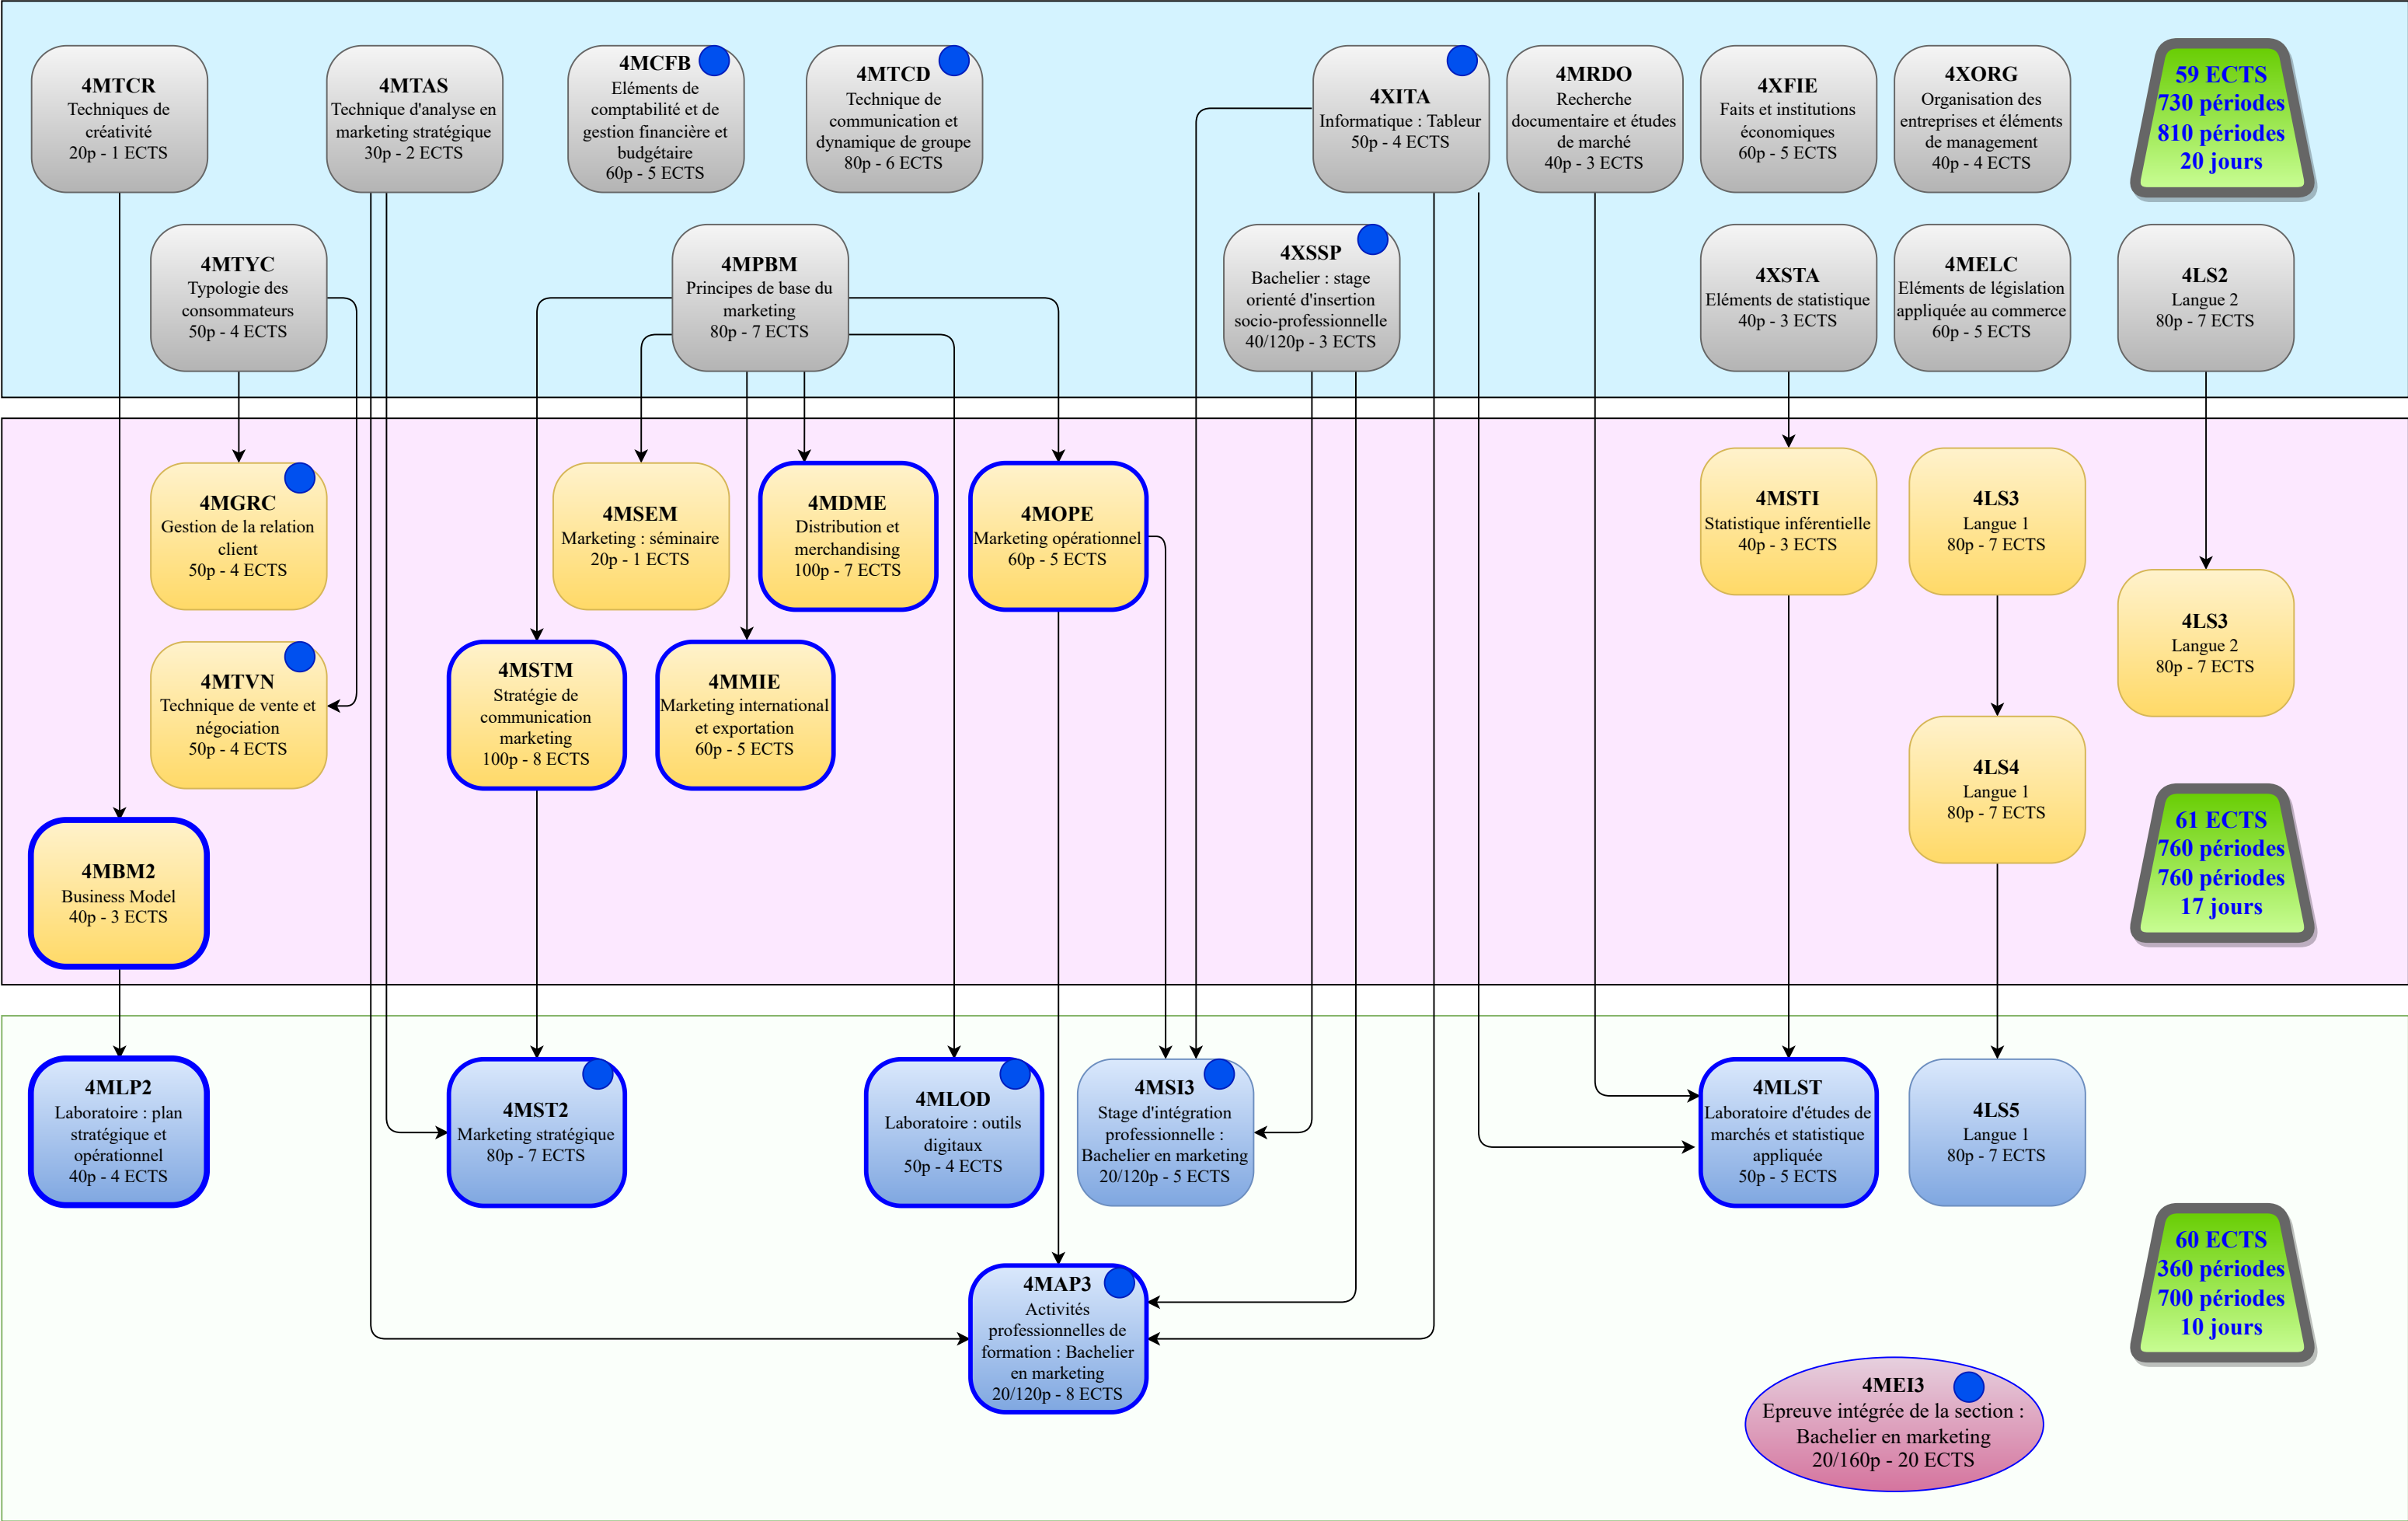 4MTCR
Techniques de
créativité
20p - 1 ECTS
4MTAS
Technique d'analyse en
marketing stratégique
30p - 2 ECTS
4MCFB
Eléments de
comptabilité et de
gestion financière et
budgétaire
60p - 5 ECTS
4MTCD
Technique de
communication et
dynamique de groupe
80p - 6 ECTS
4XITA
Informatique : Tableur
50p - 4 ECTS
4MRDO
Recherche
documentaire et études
de marché
40p - 3 ECTS
4XFIE
Faits et institutions
économiques
60p - 5 ECTS
4XORG
Organisation des
entreprises et éléments
de management
40p - 4 ECTS
59 ECTS
730 périodes
810 périodes
20 jours
4MTYC
Typologie des
consommateurs
50p - 4 ECTS
4MPBM
Principes de base du
marketing
80p - 7 ECTS
4XSSP
Bachelier : stage
orienté d'insertion
socio-professionnelle
40/120p - 3 ECTS
4XSTA
Eléments de statistique
40p - 3 ECTS
4MELC
Eléments de législation
appliquée au commerce
60p - 5 ECTS
4LS2
Langue 2
80p - 7 ECTS
4MGRC
Gestion de la relation
client
50p - 4 ECTS
4MSEM
Marketing : séminaire
20p - 1 ECTS
4MDME
Distribution et
merchandising
100p - 7 ECTS
4MOPE
Marketing opérationnel
60p - 5 ECTS
4MSTI
Statistique inférentielle
40p - 3 ECTS
4LS3
Langue 1
80p - 7 ECTS
4LS3
Langue 2
80p - 7 ECTS
4MTVN
Technique de vente et
négociation
50p - 4 ECTS
4MSTM
Stratégie de
communication
marketing
100p - 8 ECTS
4MMIE
Marketing international
et exportation
60p - 5 ECTS
4LS4
Langue 1
80p - 7 ECTS
4MBM2
Business Model
40p - 3 ECTS
61 ECTS
760 périodes
760 périodes
17 jours
4MLP2
Laboratoire : plan
stratégique et
opérationnel
40p - 4 ECTS
4MST2
Marketing stratégique
80p - 7 ECTS
4MLOD
Laboratoire : outils
digitaux
50p - 4 ECTS
4MSI3
Stage d'intégration
professionnelle :
Bachelier en marketing
20/120p - 5 ECTS
4MLST
Laboratoire d'études de
marchés et statistique
appliquée
50p - 5 ECTS
4LS5
Langue 1
80p - 7 ECTS
60 ECTS
360 périodes
700 périodes
10 jours
4MAP3
Activités
professionnelles de
formation : Bachelier
en marketing
20/120p - 8 ECTS
4MEI3
Epreuve intégrée de la section :
Bachelier en marketing
20/160p - 20 ECTS